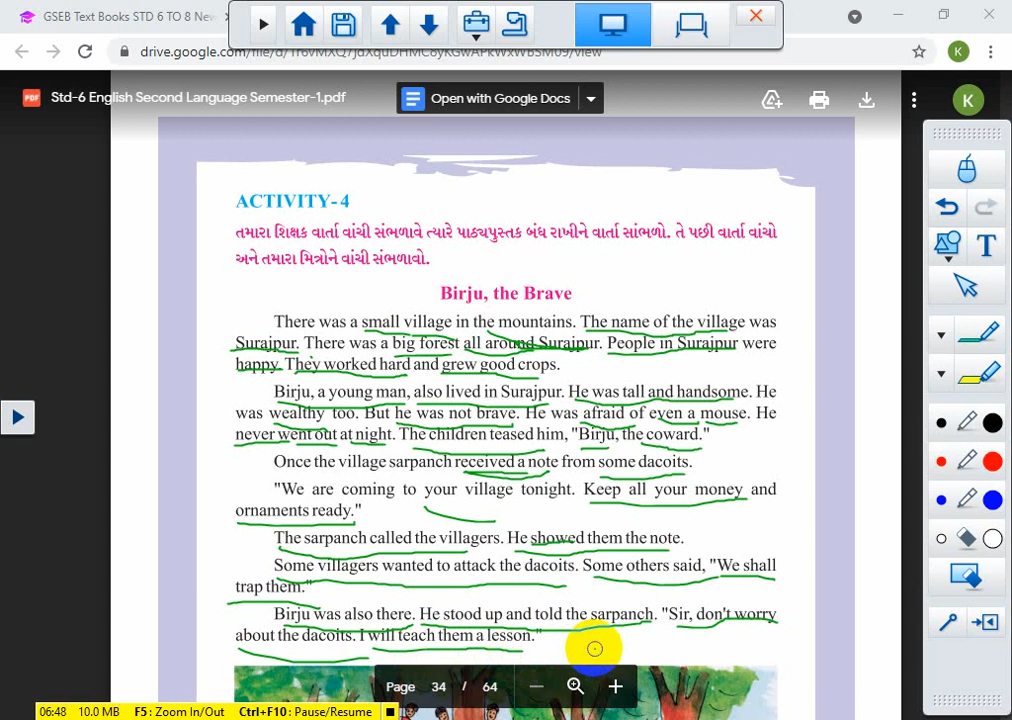 GSEB Text Books STD 6 TO 8 New
drive.google.com/file/d/
K
Std-6 English Second Language Semester-1.pdf
Open with Google Docs
K
ACTIVITY-4
તમારા શિક્ષક વાર્તા વાંચી સંભળાવે ત્યારે પાઠ્યપુસ્તક બંધ રાખીને વાર્તા સાંભળો. તે પછી વાર્તા વાંચો
અને તમારા મિત્રોને વાંચી સંભળાવો.
Birju, the Brave
There was a small village in the mountains. The name of the village was
Surajpur. There was a big forest all around Surajpur. People in Surajpur were
happy. They worked hard and grew good crops.
Birju, a young man, also lived in Surajpur. He was tall and handsome. He
was wealthy too. But he was not brave. He was afraid of even a mouse. He
never went out at night. The children teased him, "Birju, the coward."
Once the village sarpanch received a note from some dacoits.
"We are coming to your village tonight. Keep all your money and
ornaments ready."
The sarpanch called the villagers. He showed them the note.
Some villagers wanted to attack the dacoits. Some others said, "We shall
trap them."
Birju was also there. He stood up and told the sarpanch. "Sir, don't worry
about the dacoits. I will teach them a lesson."
Page 34 / 64
T
06:48 10.0 MB F5: Zoom In/Out Ctrl+F10: Pause/Resume